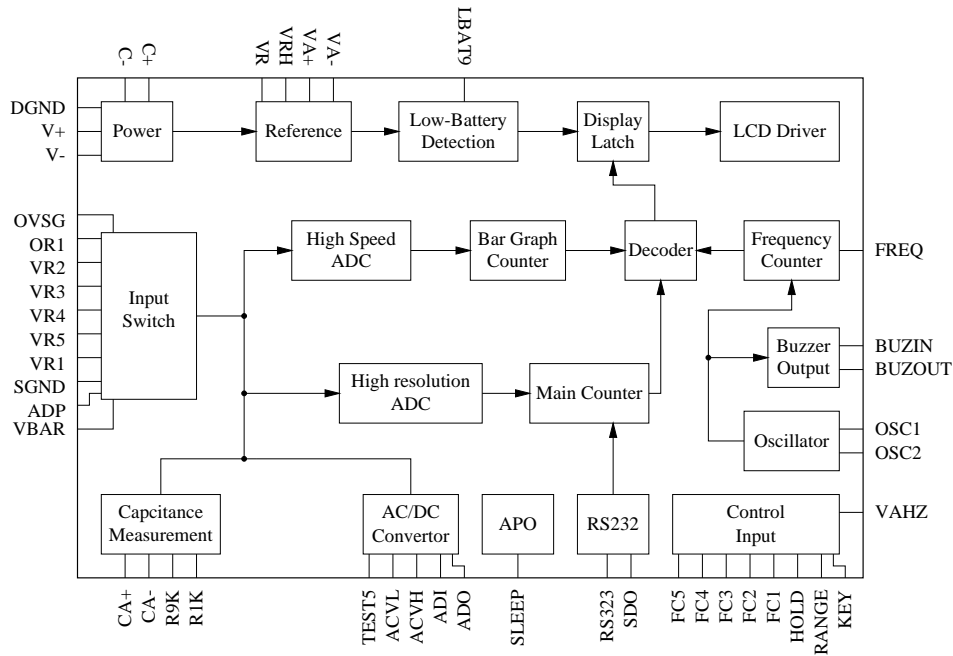 C-
C+
VR
VRH
VA+
VA-
LBAT9
DGND
V+
V-
Power
Reference
Low-Battery
Detection
Display
Latch
LCD Driver
OVSG
OR1
VR2
VR3
VR4
VR5
VR1
SGND
ADP
VBAR
Input
Switch
High Speed
ADC
Bar Graph
Counter
Decoder
Frequency
Counter
FREQ
High resolution
ADC
Main Counter
Buzzer
Output
BUZIN
BUZOUT
Oscillator
OSC1
OSC2
Capcitance
Measurement
AC/DC
Convertor
APO
RS232
Control
Input
VAHZ
CA+
CA-
R9K
R1K
TEST5
ACVL
ACVH
ADI
ADO
SLEEP
RS323
SDO
FC5
FC4
FC3
FC2
FC1
HOLD
RANGE
KEY